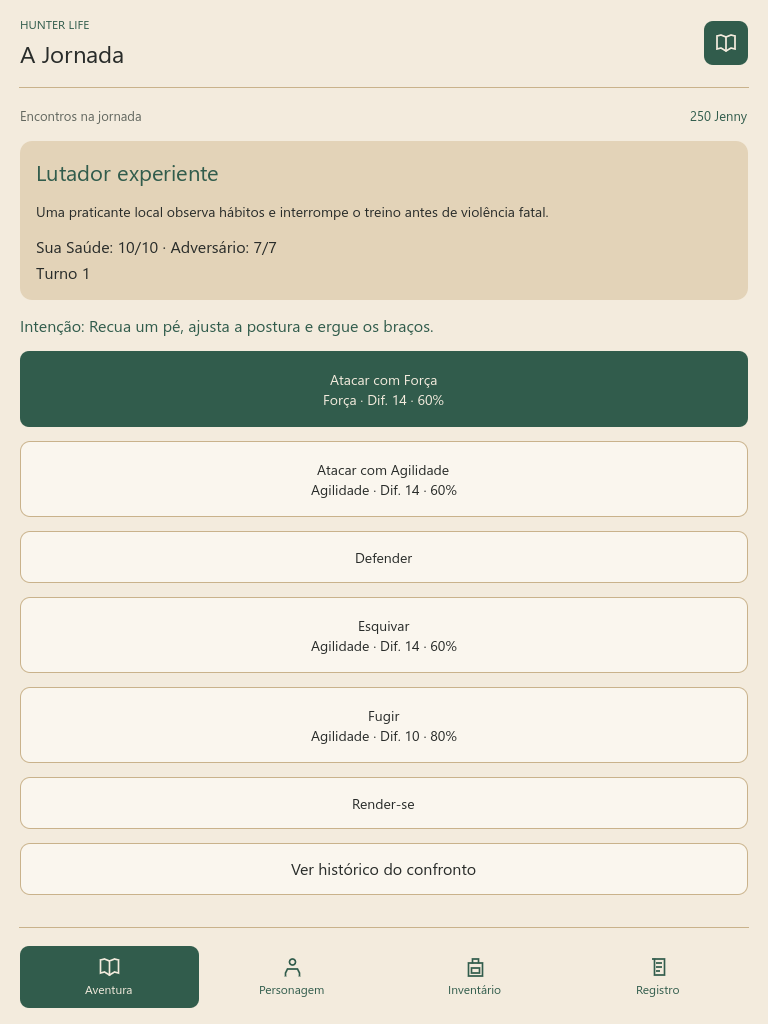 HUNTER LIFE
A Jornada
Encontros na jornada
250 Jenny
Lutador experiente
Uma praticante local observa hábitos e interrompe o treino antes de violência fatal.
Sua Saúde: 10/10 · Adversário: 7/7
Turno 1
Intenção: Recua um pé, ajusta a postura e ergue os braços.
Atacar com Força
Força · Dif. 14 · 60%
Atacar com Agilidade
Agilidade · Dif. 14 · 60%
Defender
Esquivar
Agilidade · Dif. 14 · 60%
Fugir
Agilidade · Dif. 10 · 80%
Render-se
Ver histórico do confronto
Aventura
Personagem
Inventário
Registro